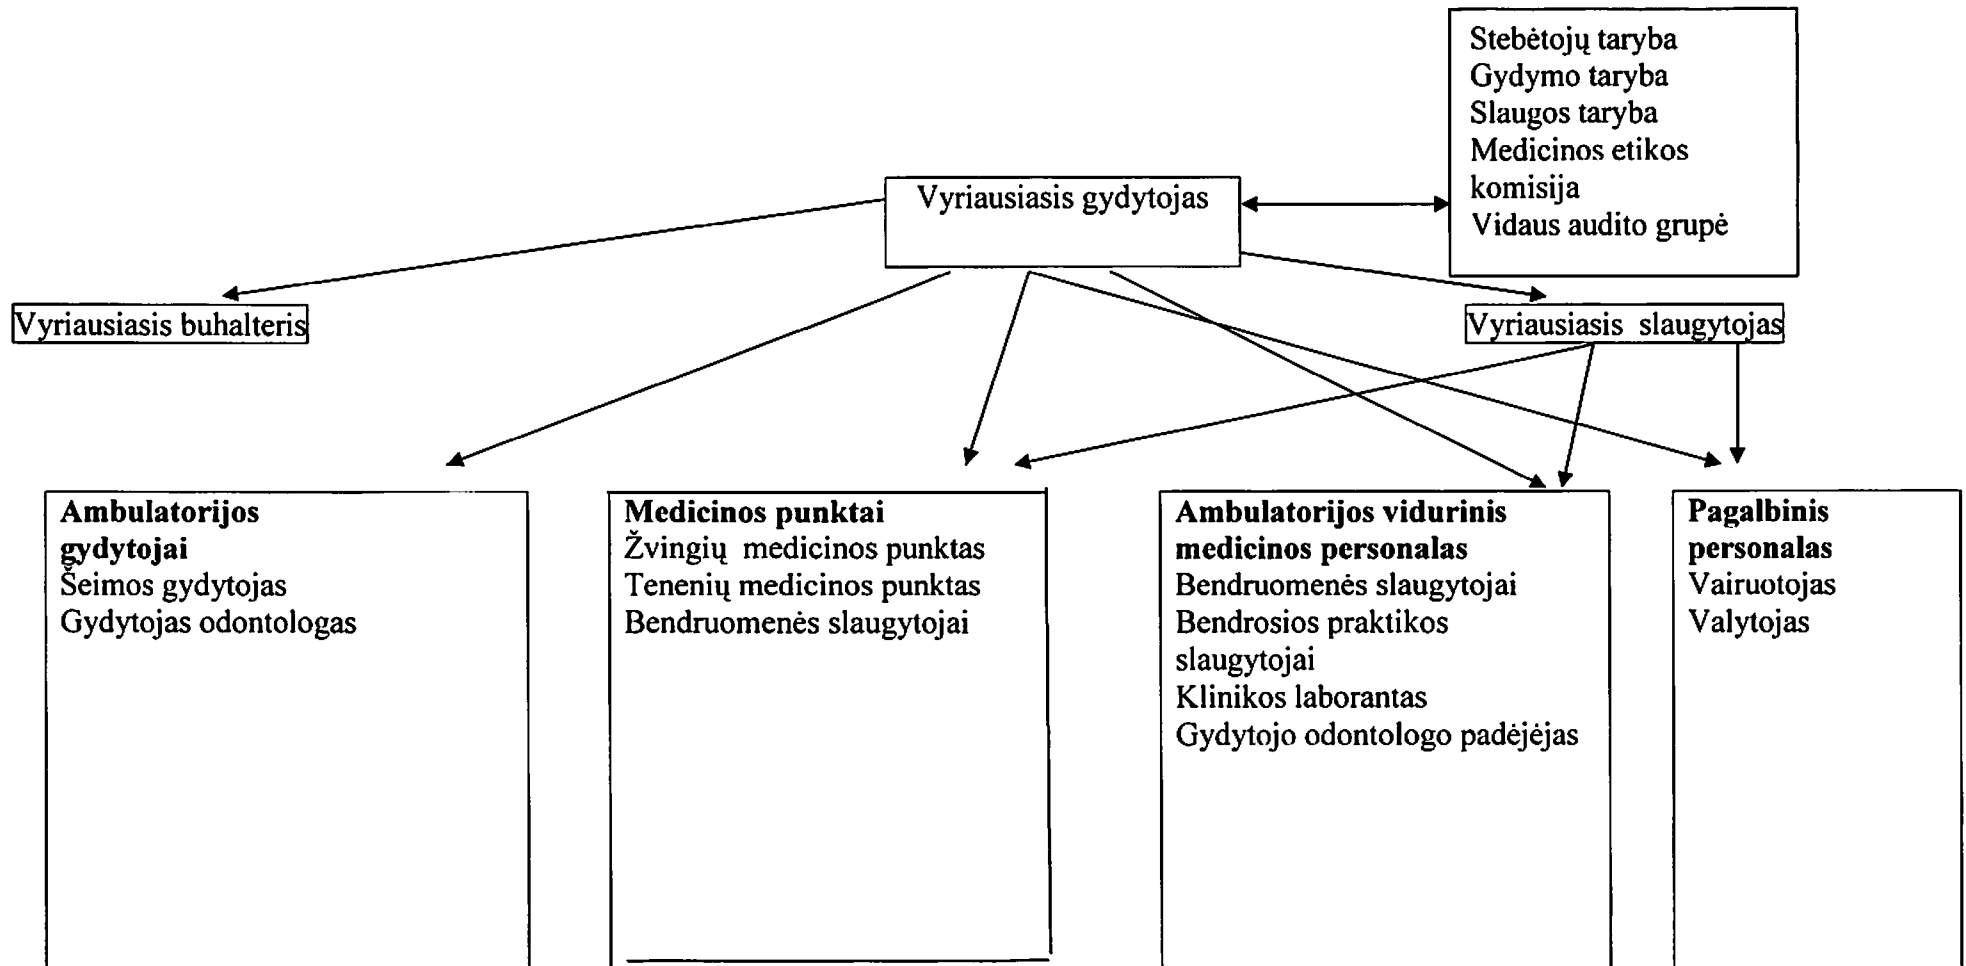 Stebėtojų taryba
Gydymo taryba
Slaugos taryba
Medicinos etikos
komisija
Vidaus audito grupė
Vyriausiasis gydytojas
Vyriausiasis buhalteris
Vyriausiasis slaugytojas
Ambulatorijos
gydytojai
Šeimos gydytojas
Gydytojas odontologas
Medicinos punktai
Žvingių medicinos punktas
Tenenių medicinos punktas
Bendruomenės slaugytojai
Ambulatorijos vidurinis
medicinos personalas
Bendruomenės slaugytojai
Bendrosios praktikos
slaugytojai
Klinikos laborantas
Gydytojo odontologo padėjėjas
Pagalbinis
personalas
Vairuotojas
Valytojas